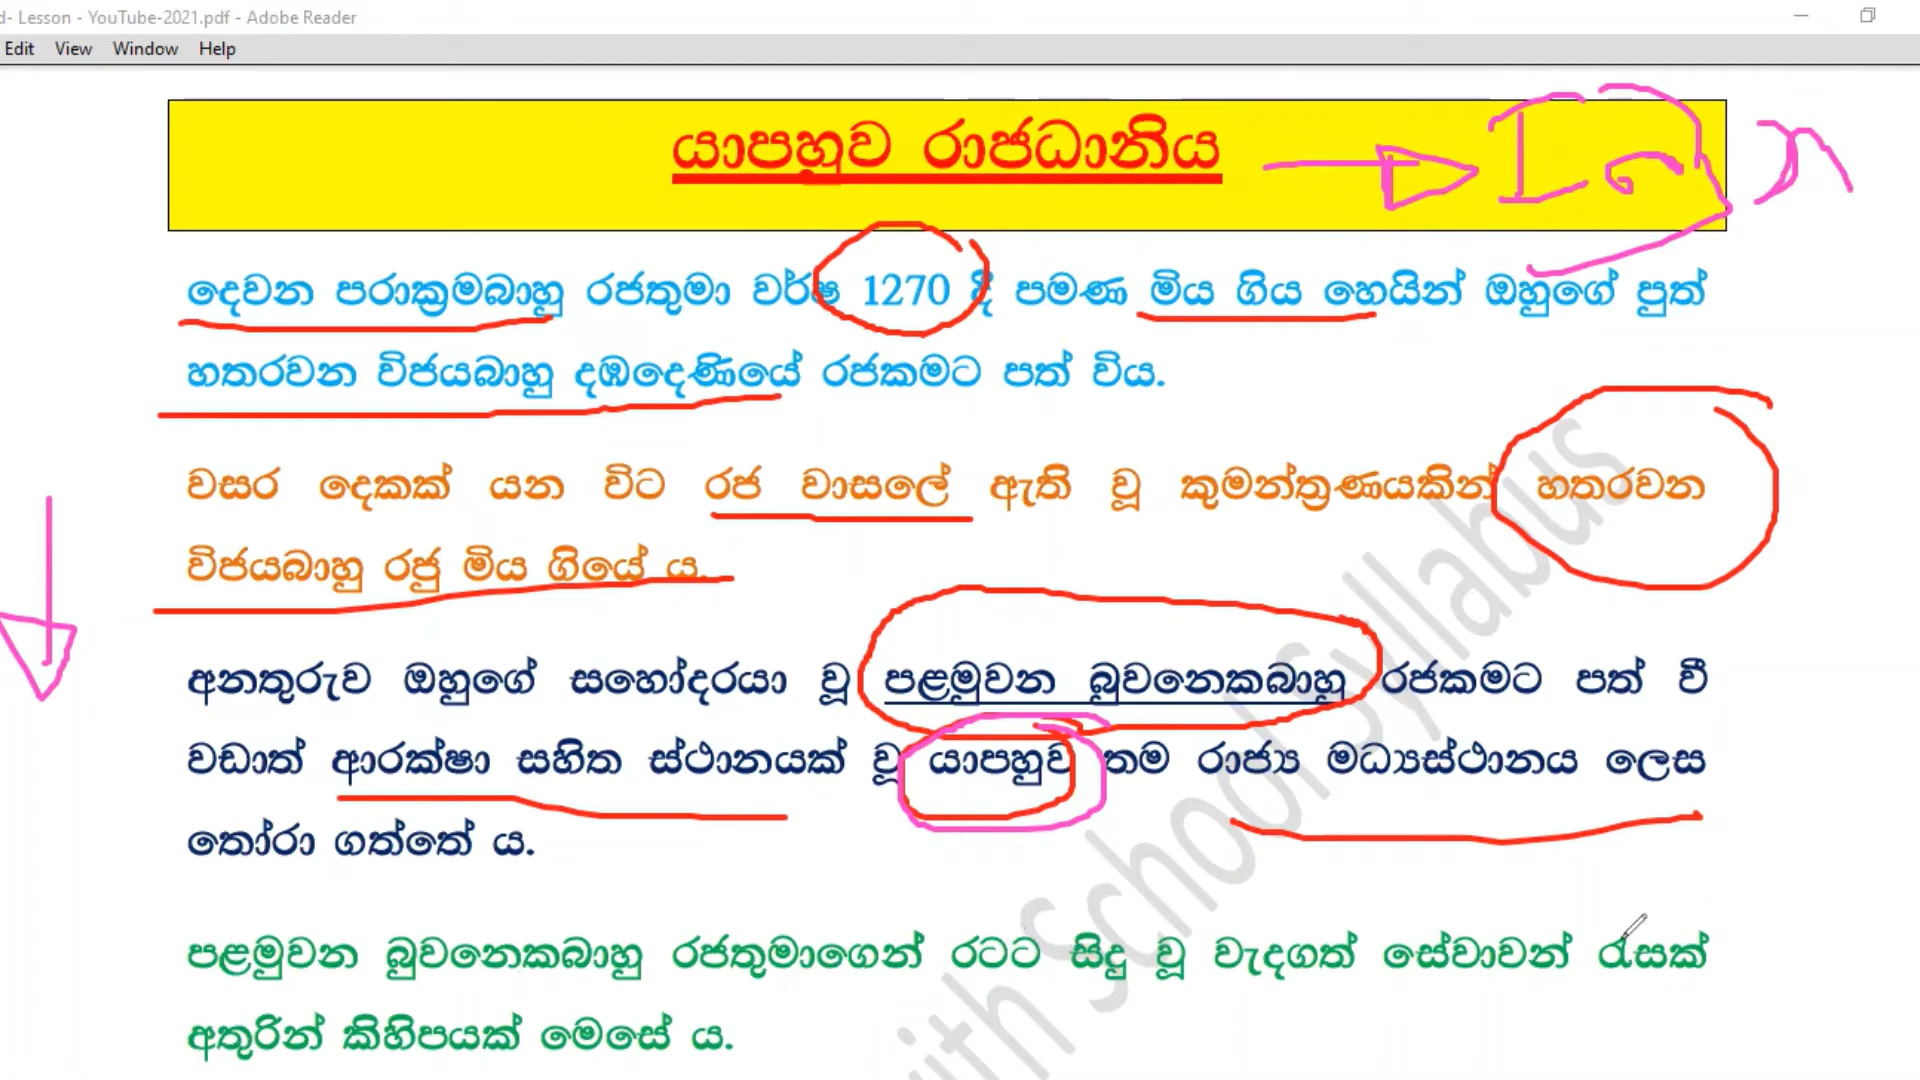 d- Lesson - YouTube-2021.pdf - Adobe Reader
Edit View Window Help
යාපහුව රාජධානිය
දෙවන පරාක්‍රමබාහු රජතුමා වර්ෂ 1270 දී පමණ මිය ගිය හෙයින් ඔහුගේ පුත්
හතරවන විජයබාහු දඹදෙණියේ රජකමට පත් විය.
වසර දෙකක් යන විට රජ වාසලේ ඇති වූ කුමන්ත්‍රණයකින් හතරවන
විජයබාහු රජු මිය ගියේ ය.
අනතුරුව ඔහුගේ සහෝදරයා වූ පළමුවන බුවනෙකබාහු රජකමට පත් වී
වඩාත් ආරක්ෂා සහිත ස්ථානයක් වූ යාපහුව තම රාජ්‍ය මධ්‍යස්ථානය ලෙස
තෝරා ගත්තේ ය.
පළමුවන බුවනෙකබාහු රජතුමාගෙන් රටට සිදු වූ වැදගත් සේවාවන් රැසක්
අතුරින් කිහිපයක් මෙසේ ය.
ith School Syllabus